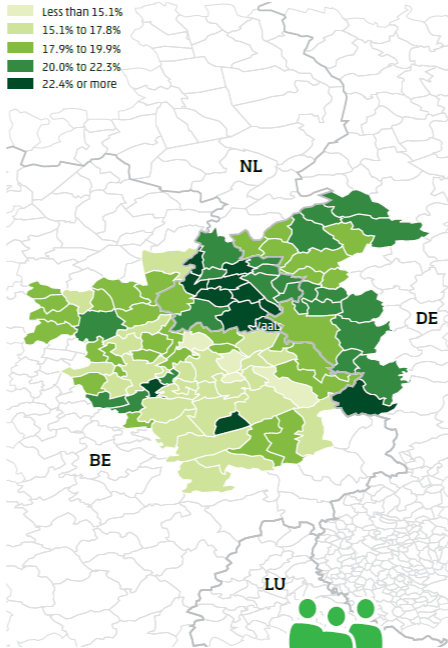 Less than 15.1%
15.1% to 17.8%
17.9% to 19.9%
20.0% to 22.3%
22.4% or more
NL
Vaals
DE
BE
LU